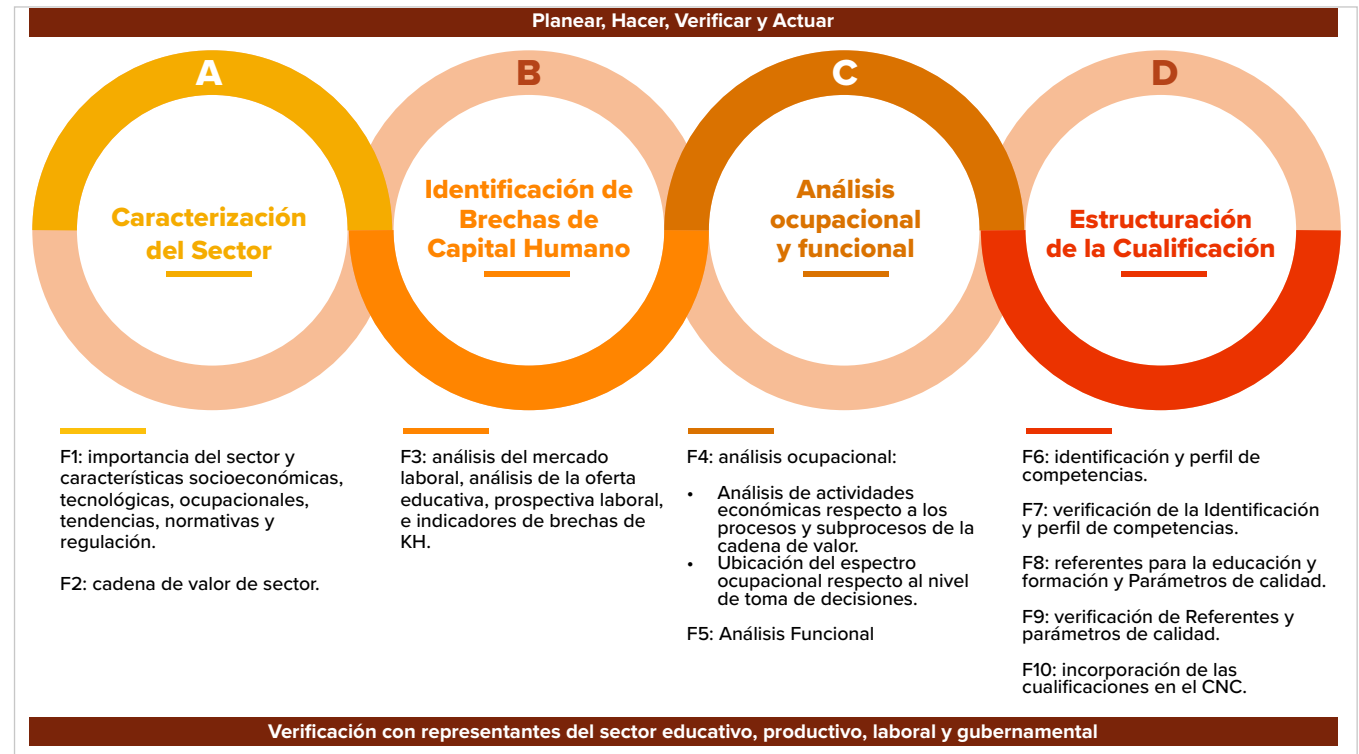 Planear, Hacer, Verificar y Actuar
A
B
C
D
Caracterización
del Sector
Identificación de
Brechas de
Capital Humano
Análisis
ocupacional
y funcional
Estructuración
de la Cualificación
F1: importancia del sector y
características socioeconómicas,
tecnológicas, ocupacionales,
tendencias, normativas y
regulación.
F2: cadena de valor de sector.
F3: análisis del mercado
laboral, análisis de la oferta
educativa, prospectiva laboral,
e indicadores de brechas de
KH.
F4: análisis ocupacional:
• Análisis de actividades
económicas respecto a los
procesos y subprocesos de la
cadena de valor.
• Ubicación del espectro
ocupacional respecto al nivel
de toma de decisiones.
F5: Análisis Funcional
F6: identificación y perfil de
competencias.
F7: verificación de la Identificación
y perfil de competencias.
F8: referentes para la educación y
formación y Parámetros de calidad.
F9: verificación de Referentes y
parámetros de calidad.
F10: incorporación de las
cualificaciones en el CNC.
Verificación con representantes del sector educativo, productivo, laboral y gubernamental